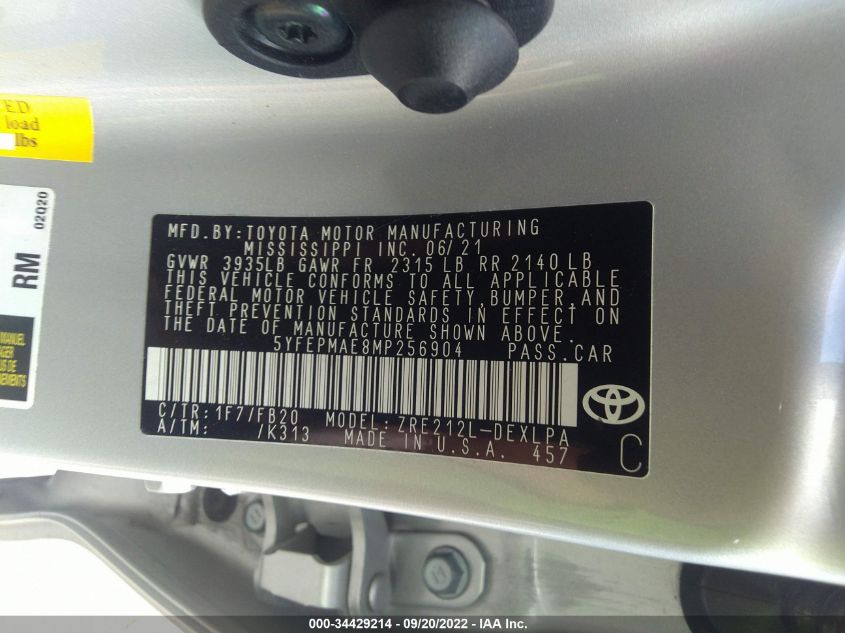 ED
load
lbs
RM
02Q20
MANUEL
MFD.BY:TOYOTA MOTOR MANUFACTURING
MISSISSIPPI INC. 06/21
GVWR 3935LB GAWR FR 2315 LB RR 2140 LB
THIS VEHICLE CONFORMS TO ALL APPLICABLE
FEDERAL MOTOR VEHICLE SAFETY, BUMPER, AND
THEFT PREVENTION STANDARDS IN EFFECT ON
THE DATE OF MANUFACTURE SHOWN ABOVE.
5YFEPMAE8MP256904 PASS.CAR
C/TR:1F7/FB20 MODEL:ZRE212L-DEXLPA
A/TM: /K313 MADE IN U.S.A. 457
C
000-34429214 - 09/20/2022 - IAA Inc.